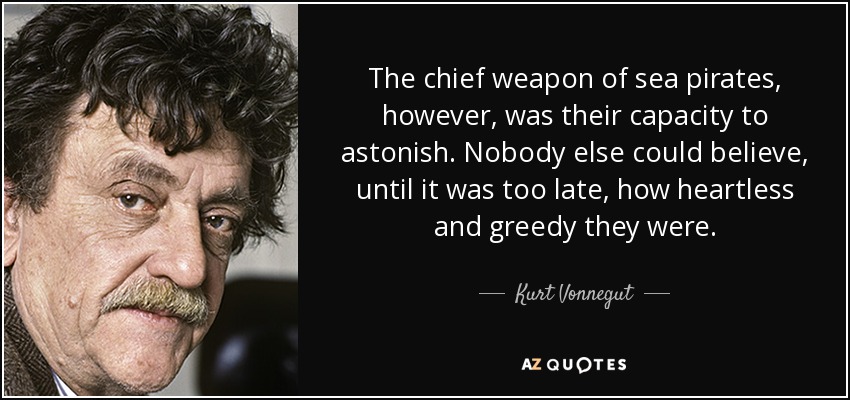 The chief weapon of sea pirates,
however, was their capacity to
astonish. Nobody else could believe,
until it was too late, how heartless
and greedy they were.
Kurt Vonnegut
AZ QUOTES